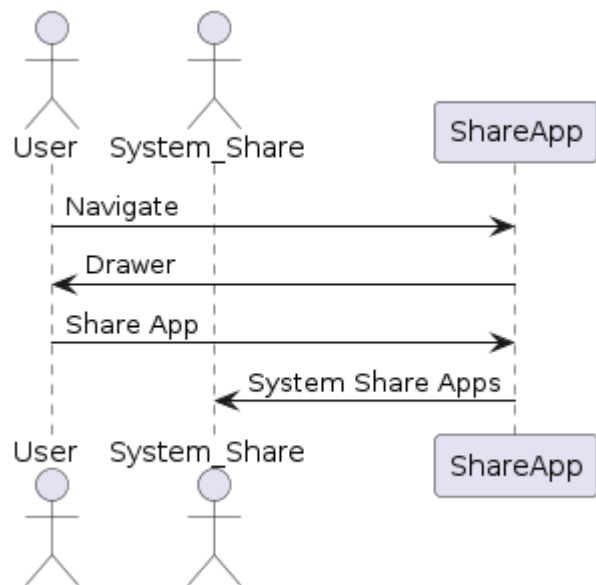 User
System_Share
ShareApp
Navigate
Drawer
Share App
System Share Apps
User
System_Share
ShareApp